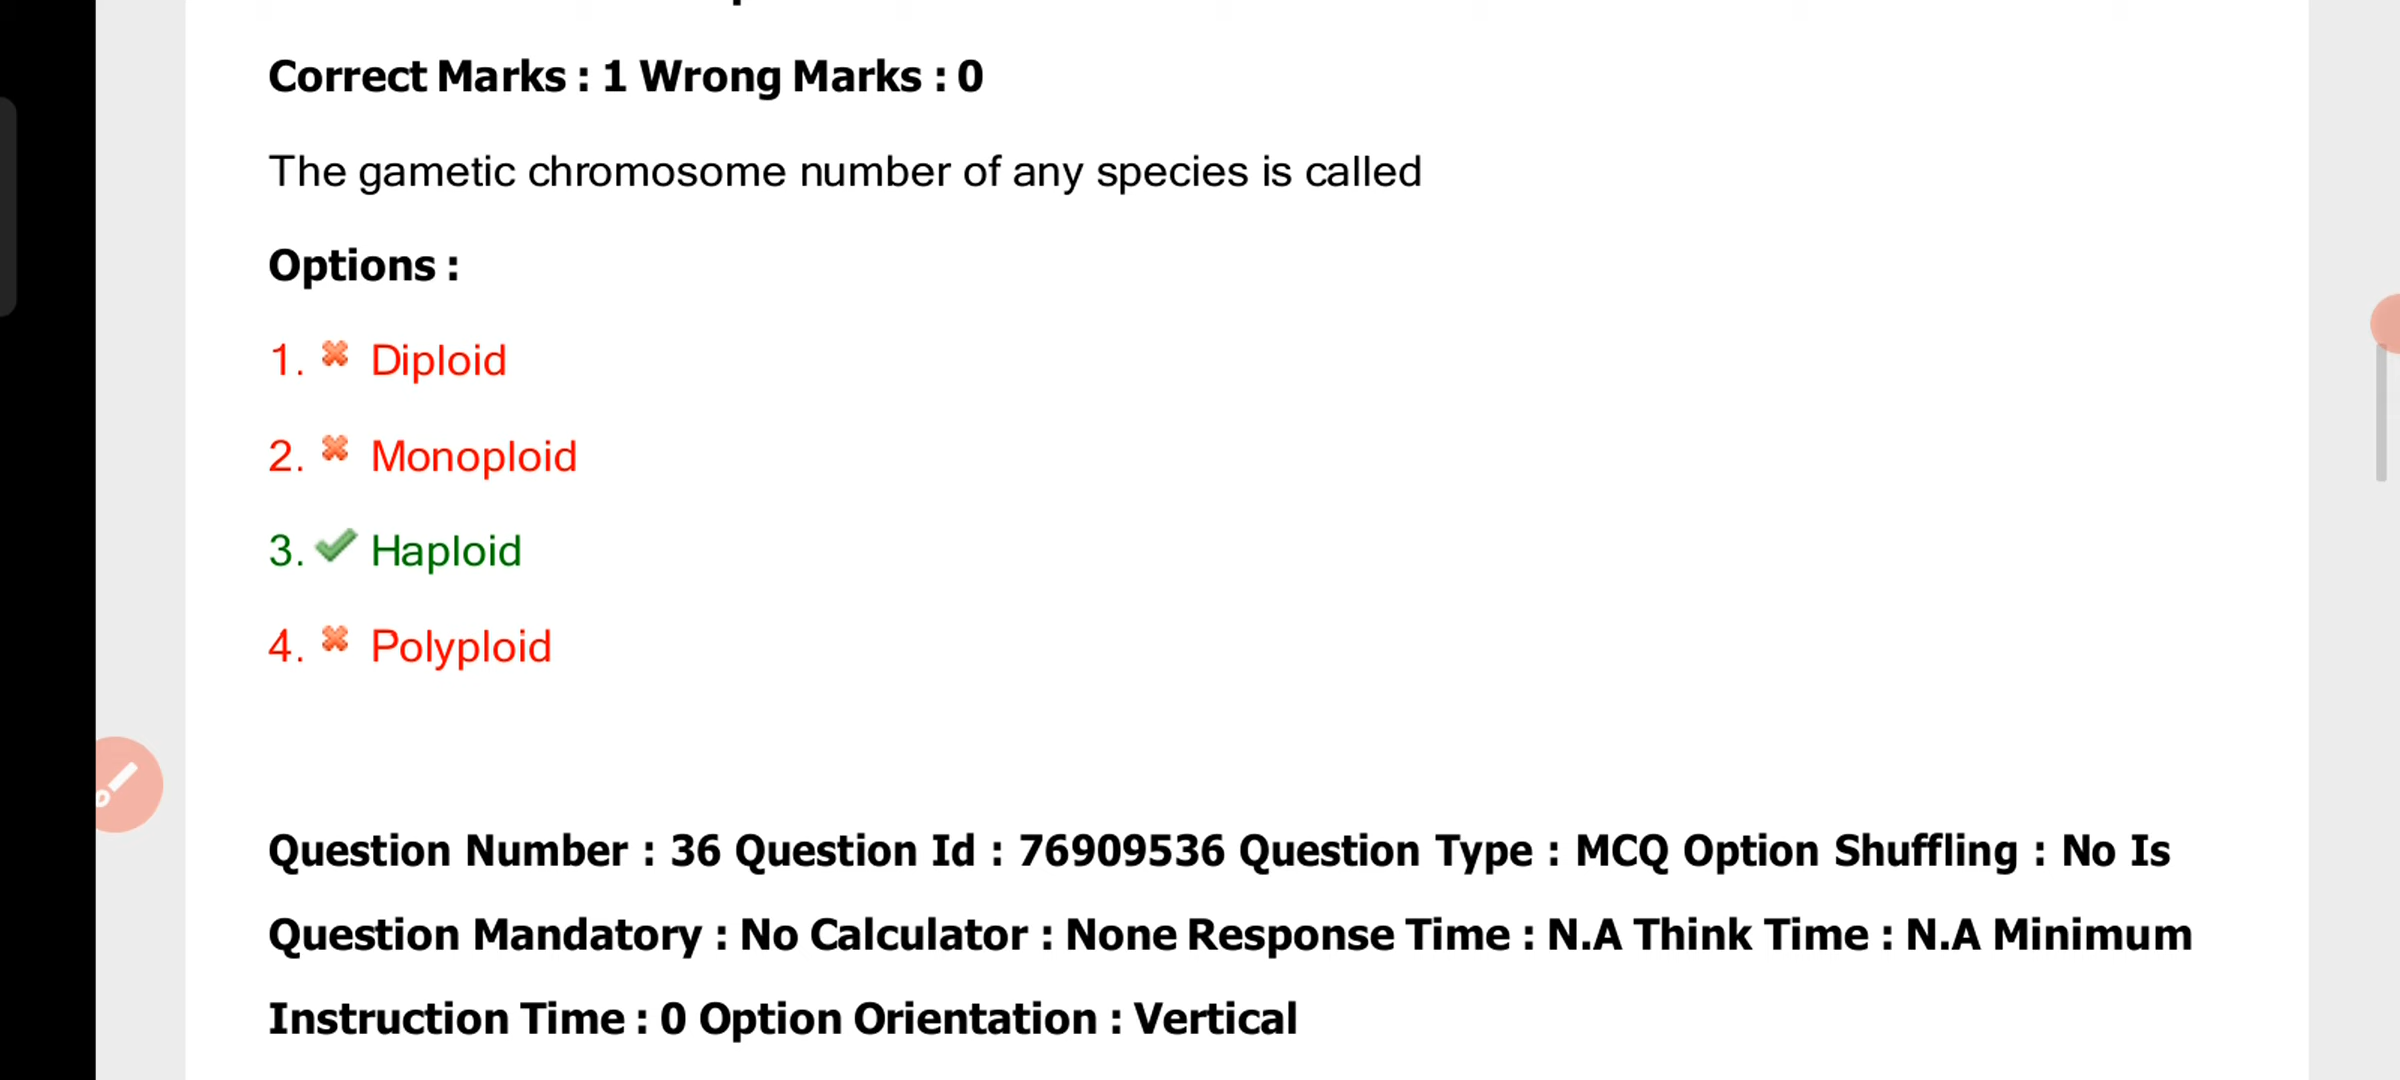 Correct Marks : 1 Wrong Marks : 0
The gametic chromosome number of any species is called
Options :
1. Diploid
2. Monoploid
3. Haploid
4. Polyploid
Question Number : 36 Question Id : 76909536 Question Type : MCQ Option Shuffling : No Is
Question Mandatory : No Calculator : None Response Time : N.A Think Time : N.A Minimum
Instruction Time : 0 Option Orientation : Vertical